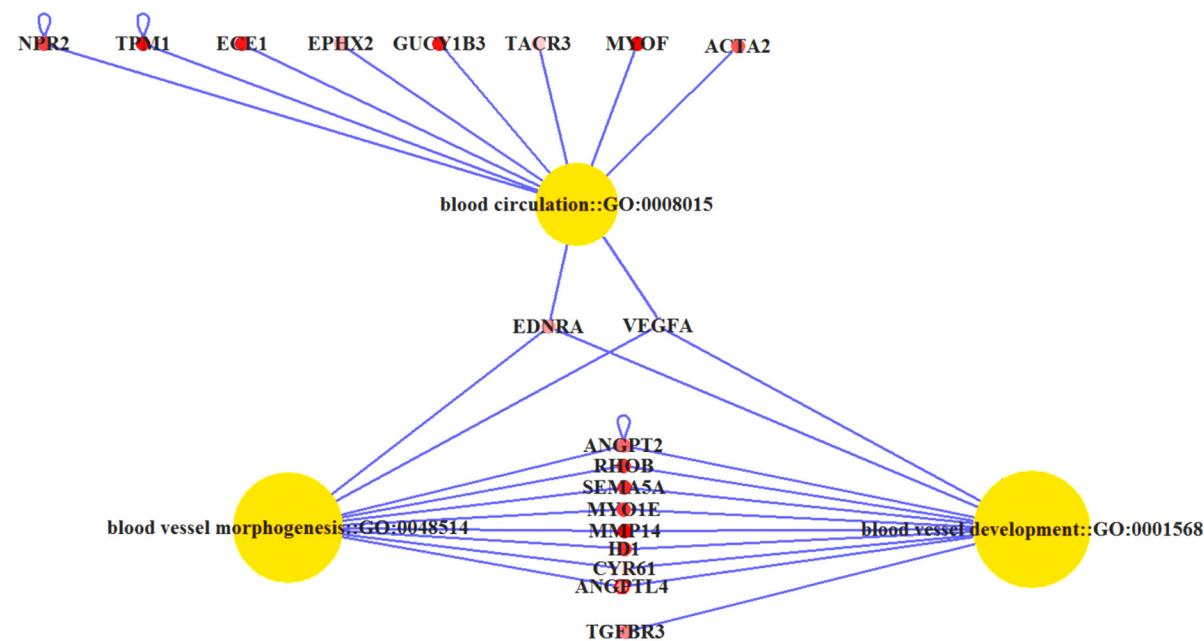 NPR2 TPM1 ECE1 EPHX2 GUCY1B3 TACR3 MYOF ACTA2
blood circulation::GO:0008015
EDNRA VEGFA
ANGPT2
RHOB
SEMA5A
MYO1E
blood vessel morphogenesis::GO:0048514
MMP14
blood vessel development::GO:0001568
ID1
CYR61
ANGPTL4
TGFBR3